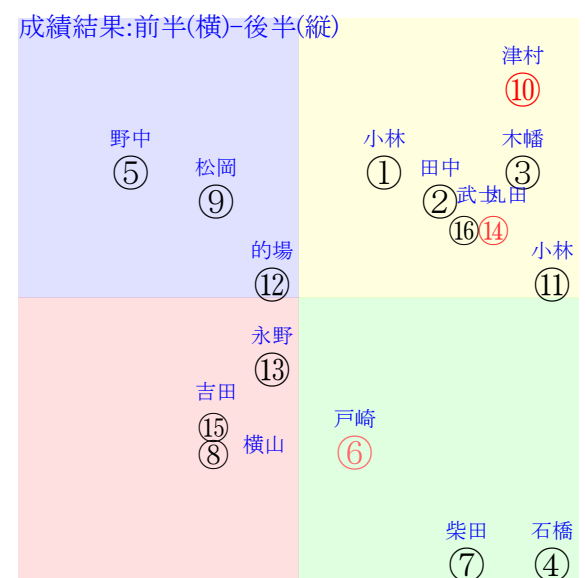 成績結果:前半(横)-後半(縦)
津村
⑩
野中
⑤
松岡
⑨
小林
①
田中
②
木幡
③
武士
⑯
丸田
⑭
的場
⑫
小林
⑪
永野
⑬
吉田
⑮
横山
⑧
戸崎
⑥
柴田
⑦
石橋
④